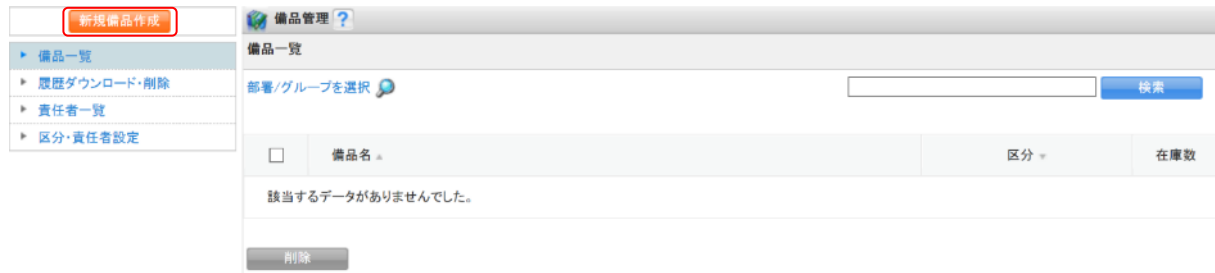 新規備品作成
備品一覧
履歴ダウンロード・削除
責任者一覧
区分・責任者設定
備品管理 ?
備品一覧
部署/グループを選択
検索
備品名 区分 在庫数
該当するデータがありませんでした。
削除